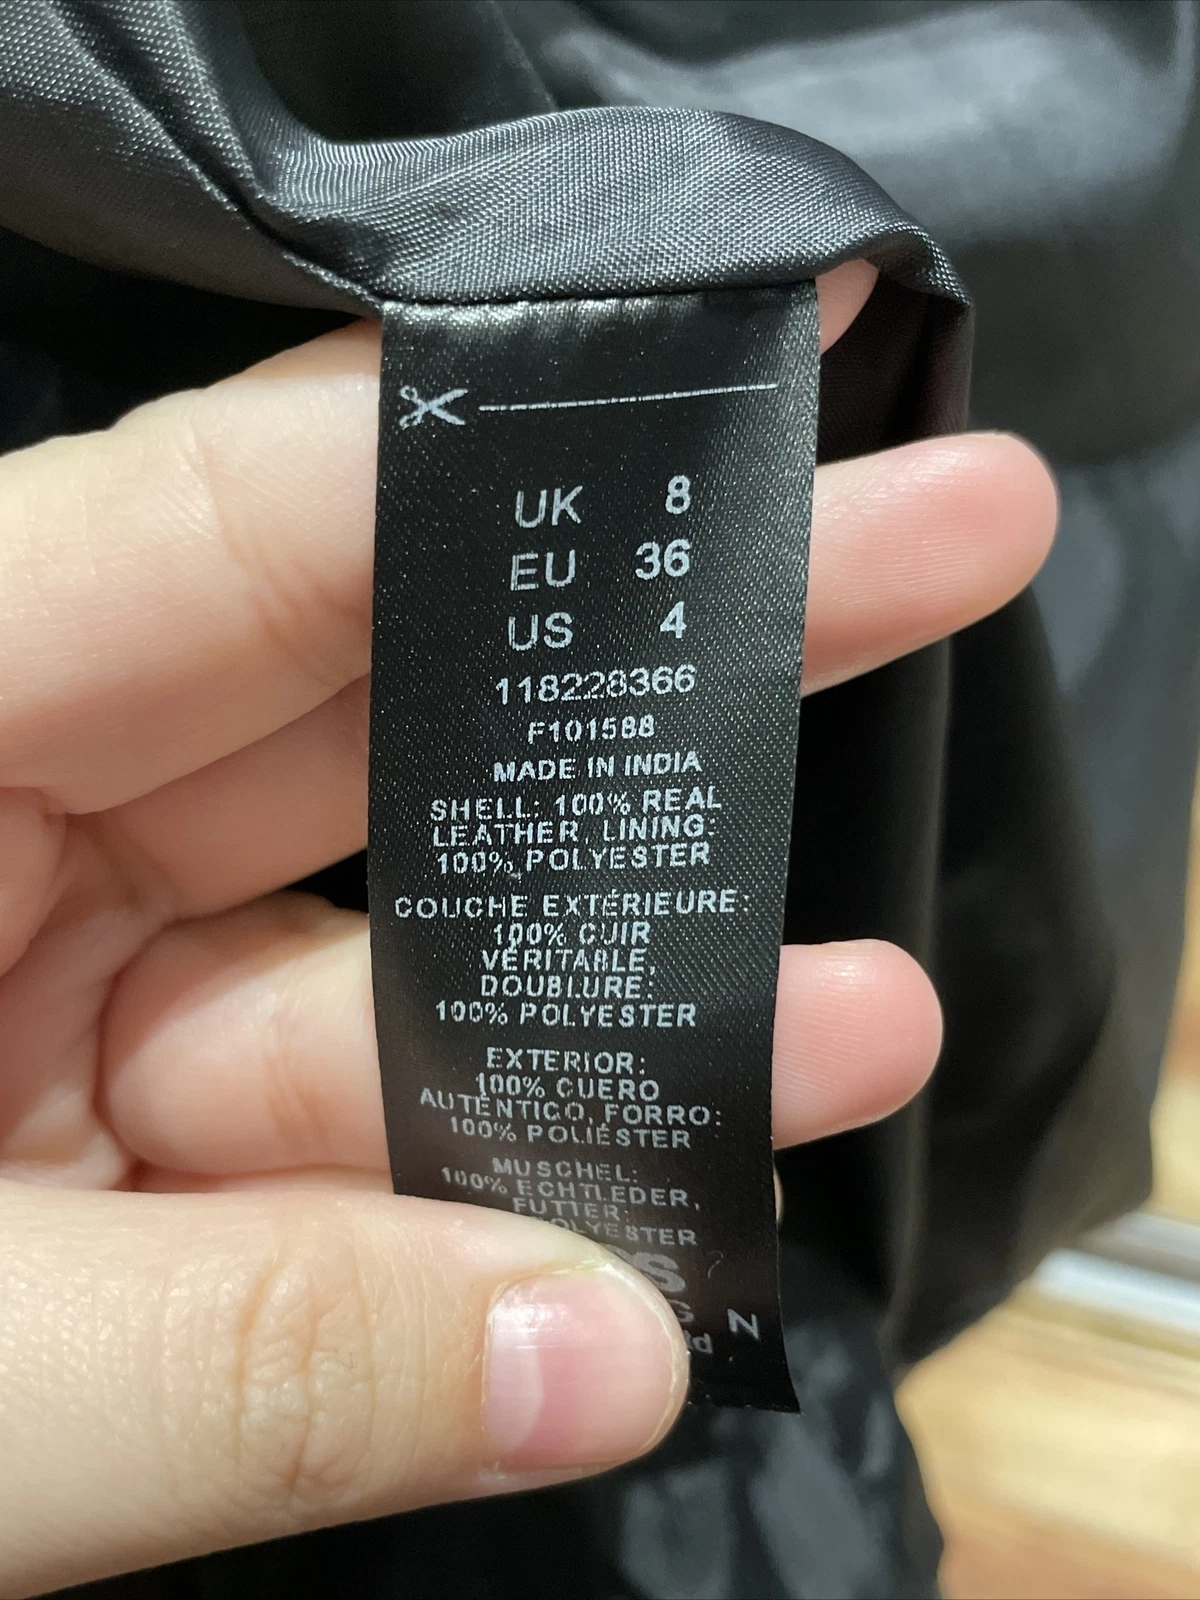 UK 8
EU 36
US 4
118228366
F101588
MADE IN INDIA
SHELL: 100% REAL
LEATHER LINING:
100% POLYESTER
COUCHE EXTÉRIEURE:
100% CUIR
VÉRITABLE,
DOUBLURE:
100% POLYESTER
EXTERIOR:
100% CUERO
AUTÉNTICO, FORRO:
100% POLIÉSTER
MUSCHEL:
100% ECHTLEDER,
FUTTER:
POLYESTER
N